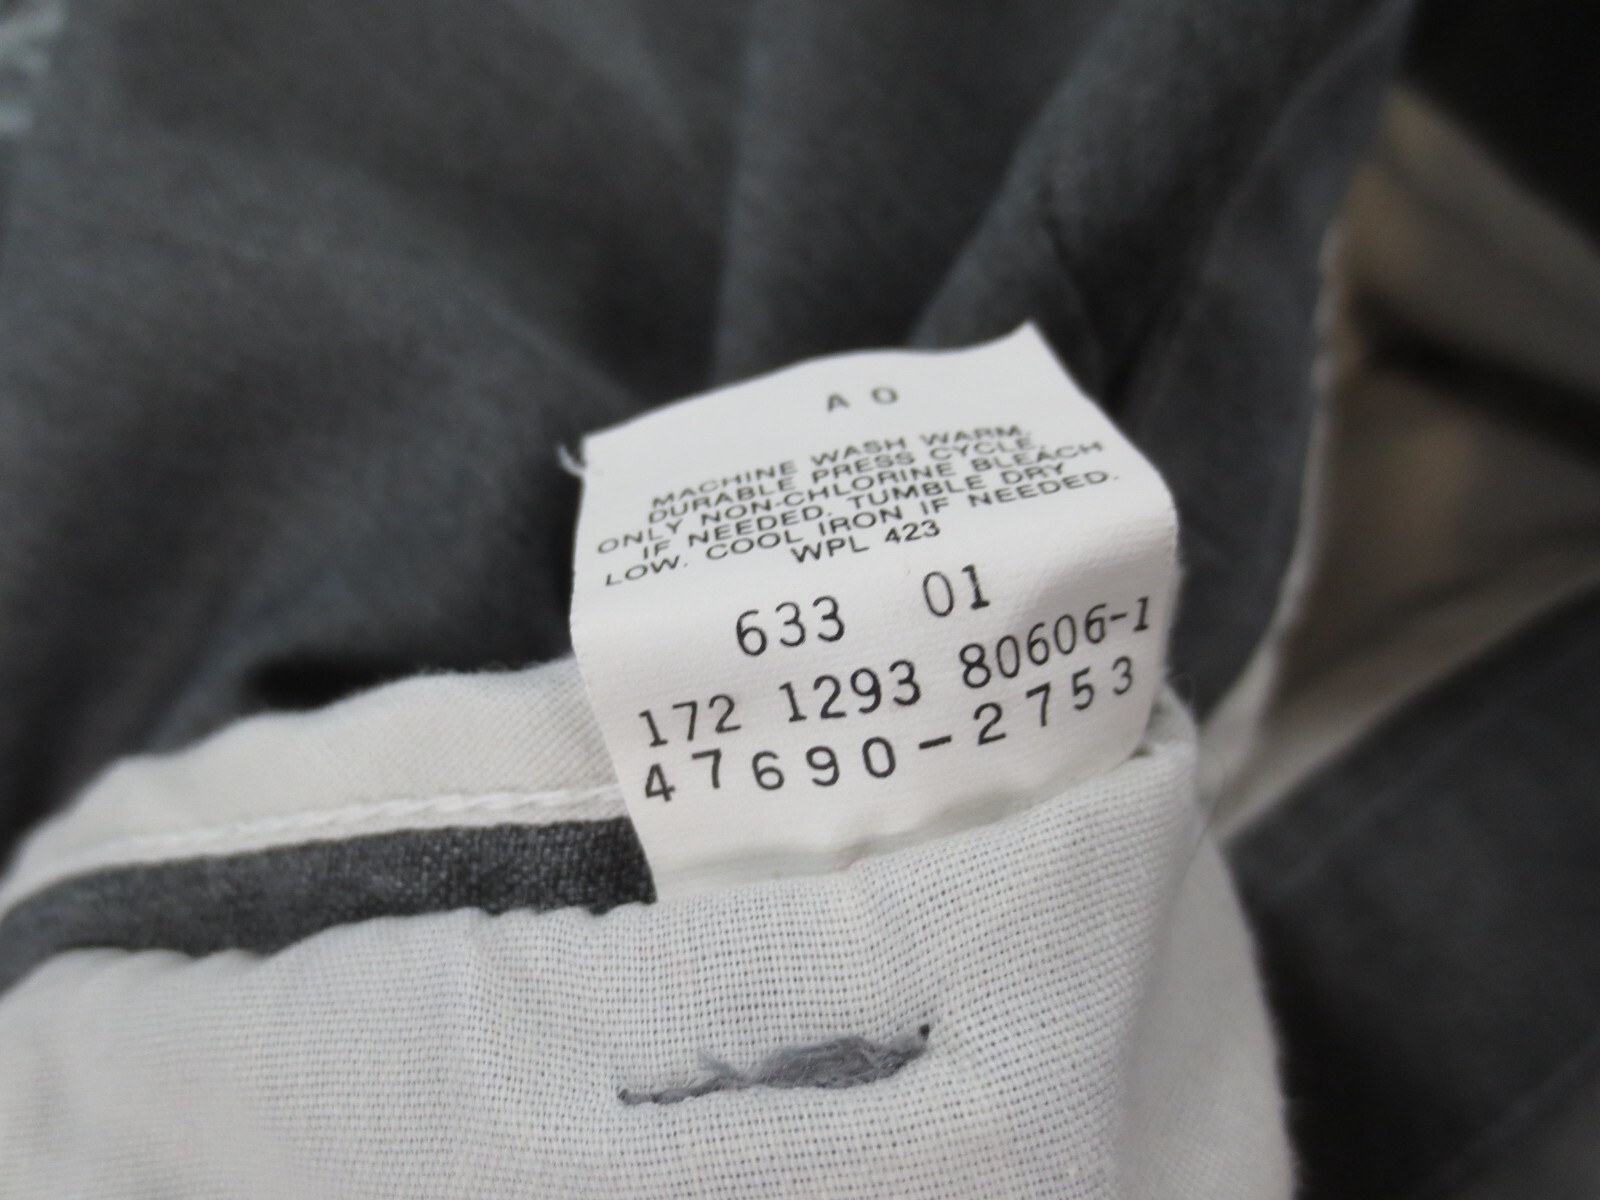 A 0
MACHINE WASH WARM,
DURABLE PRESS CYCLE.
ONLY NON-CHLORINE BLEACH
IF NEEDED. TUMBLE DRY
LOW. COOL IRON IF NEEDED.
WPL 423
633 01
172 1293 80606-1
47690-2753